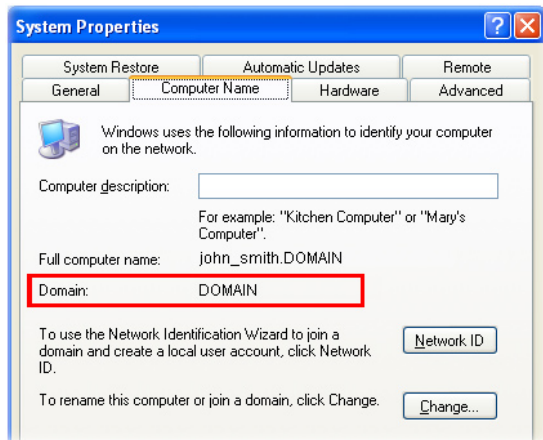 System Properties
System Restore Automatic Updates Remote
General Computer Name Hardware Advanced
Windows uses the following information to identify your computer
on the network.
Computer description:
For example: "Kitchen Computer" or "Mary's
Computer".
Full computer name: john_smith.DOMAIN
Domain: DOMAIN
To use the Network Identification Wizard to join a
domain and create a local user account, click Network
ID.
Network ID
To rename this computer or join a domain, click Change.
Change...